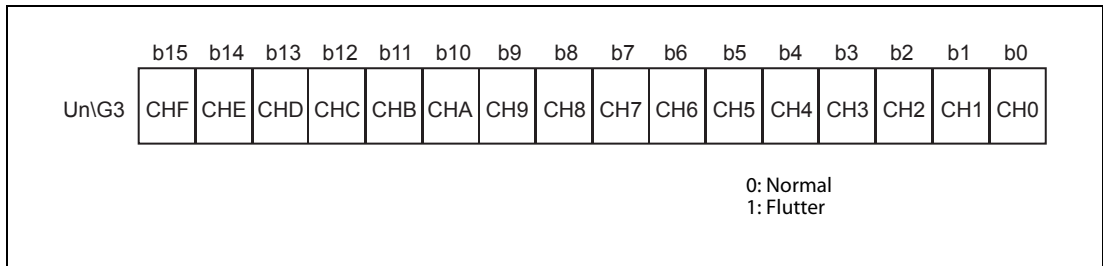 b15 b14 b13 b12 b11 b10 b9 b8 b7 b6 b5 b4 b3 b2 b1 b0
Un\G3 CHF CHE CHD CHC CHB CHA CH9 CH8 CH7 CH6 CH5 CH4 CH3 CH2 CH1 CH0
0: Normal
1: Flutter